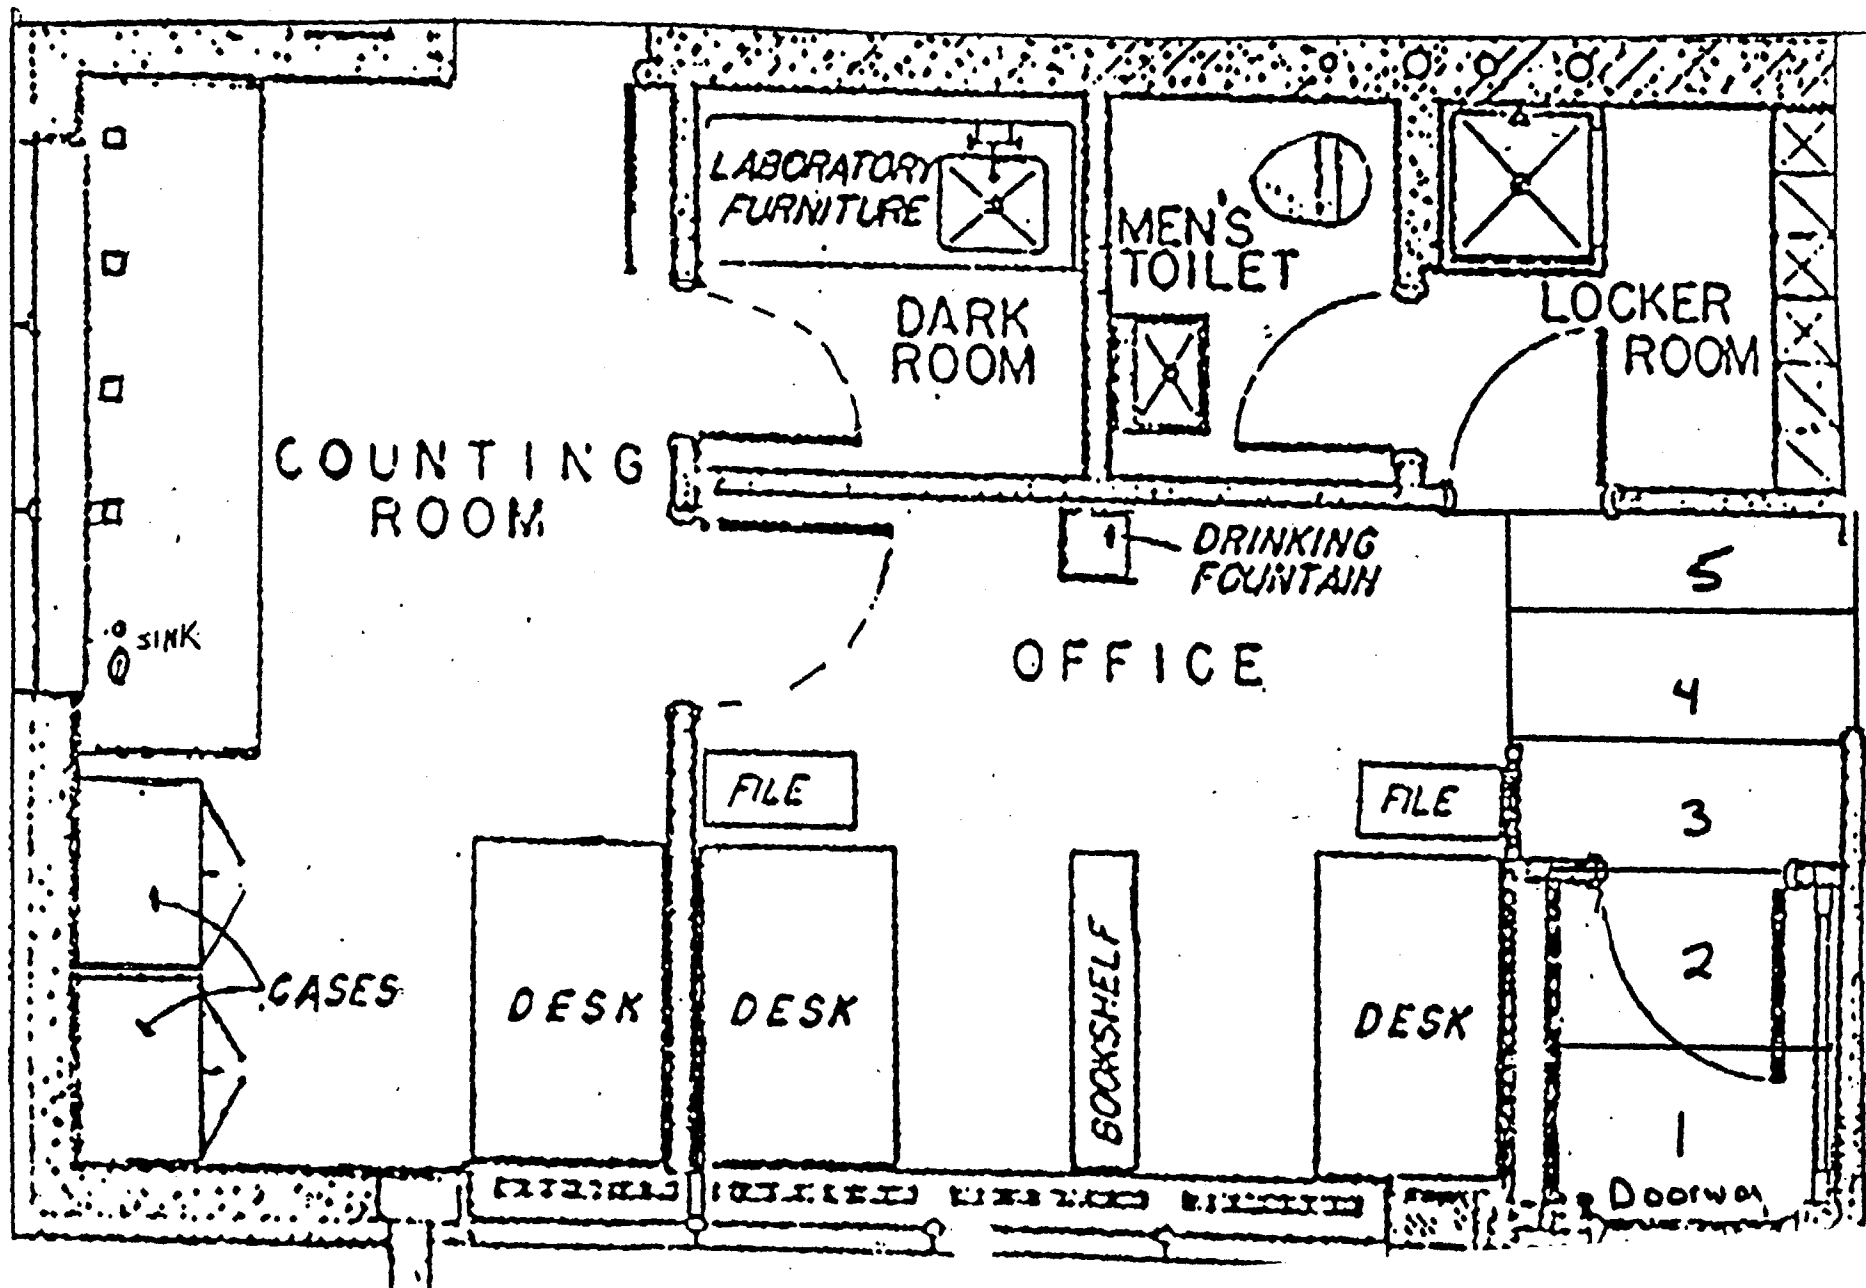 LABORATORY
FURNITURE
MEN'S
TOILET
DARK
ROOM
LOCKER
ROOM
COUNTING
ROOM
DRINKING
FOUNTAIN
5
SINK
OFFICE
4
FILE
FILE
3
2
CASES
DESK
DESK
BOOKSHELF
DESK
1
Doorway